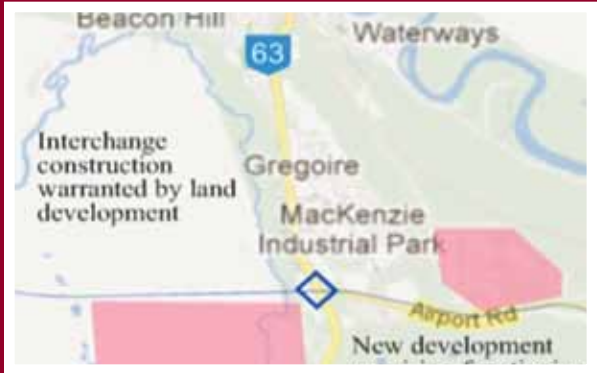 Beacon Hill
Waterways
63
Interchange
construction
warranted by land
development
Gregoire
MacKenzie
Industrial Park
Airport Rd
New development